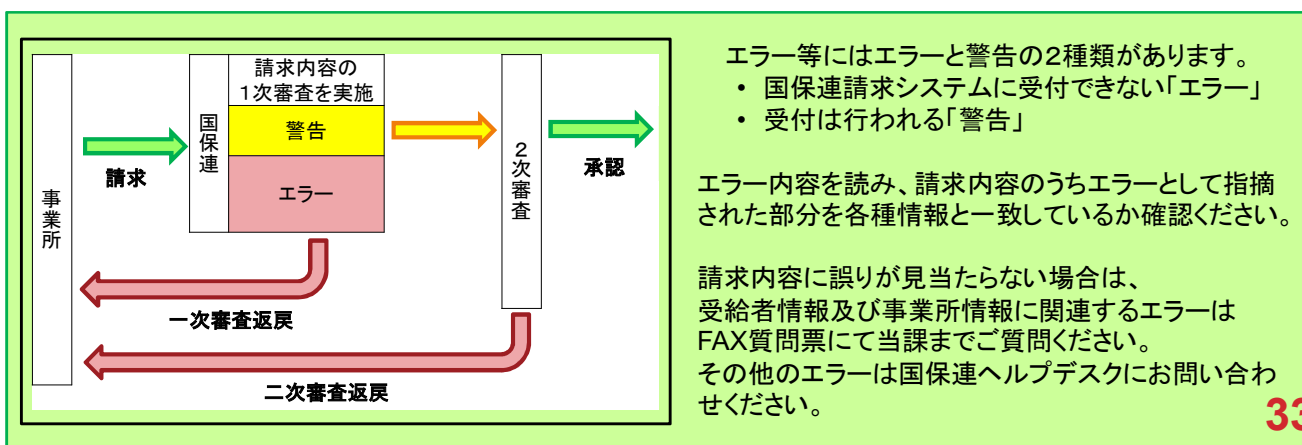 事業所
請求
国保連
請求内容の
1次審査を実施
警告
エラー
一次審査返戻
2次審査
承認
二次審査返戻
エラー等にはエラーと警告の２種類があります。
• 国保連請求システムに受付できない「エラー」
• 受付は行われる「警告」
エラー内容を読み、請求内容のうちエラーとして指摘
された部分を各種情報と一致しているか確認ください。
請求内容に誤りが見当たらない場合は、
受給者情報及び事業所情報に関連するエラーは
FAX質問票にて当課までご質問ください。
その他のエラーは国保連ヘルプデスクにお問い合わ
せください。
33